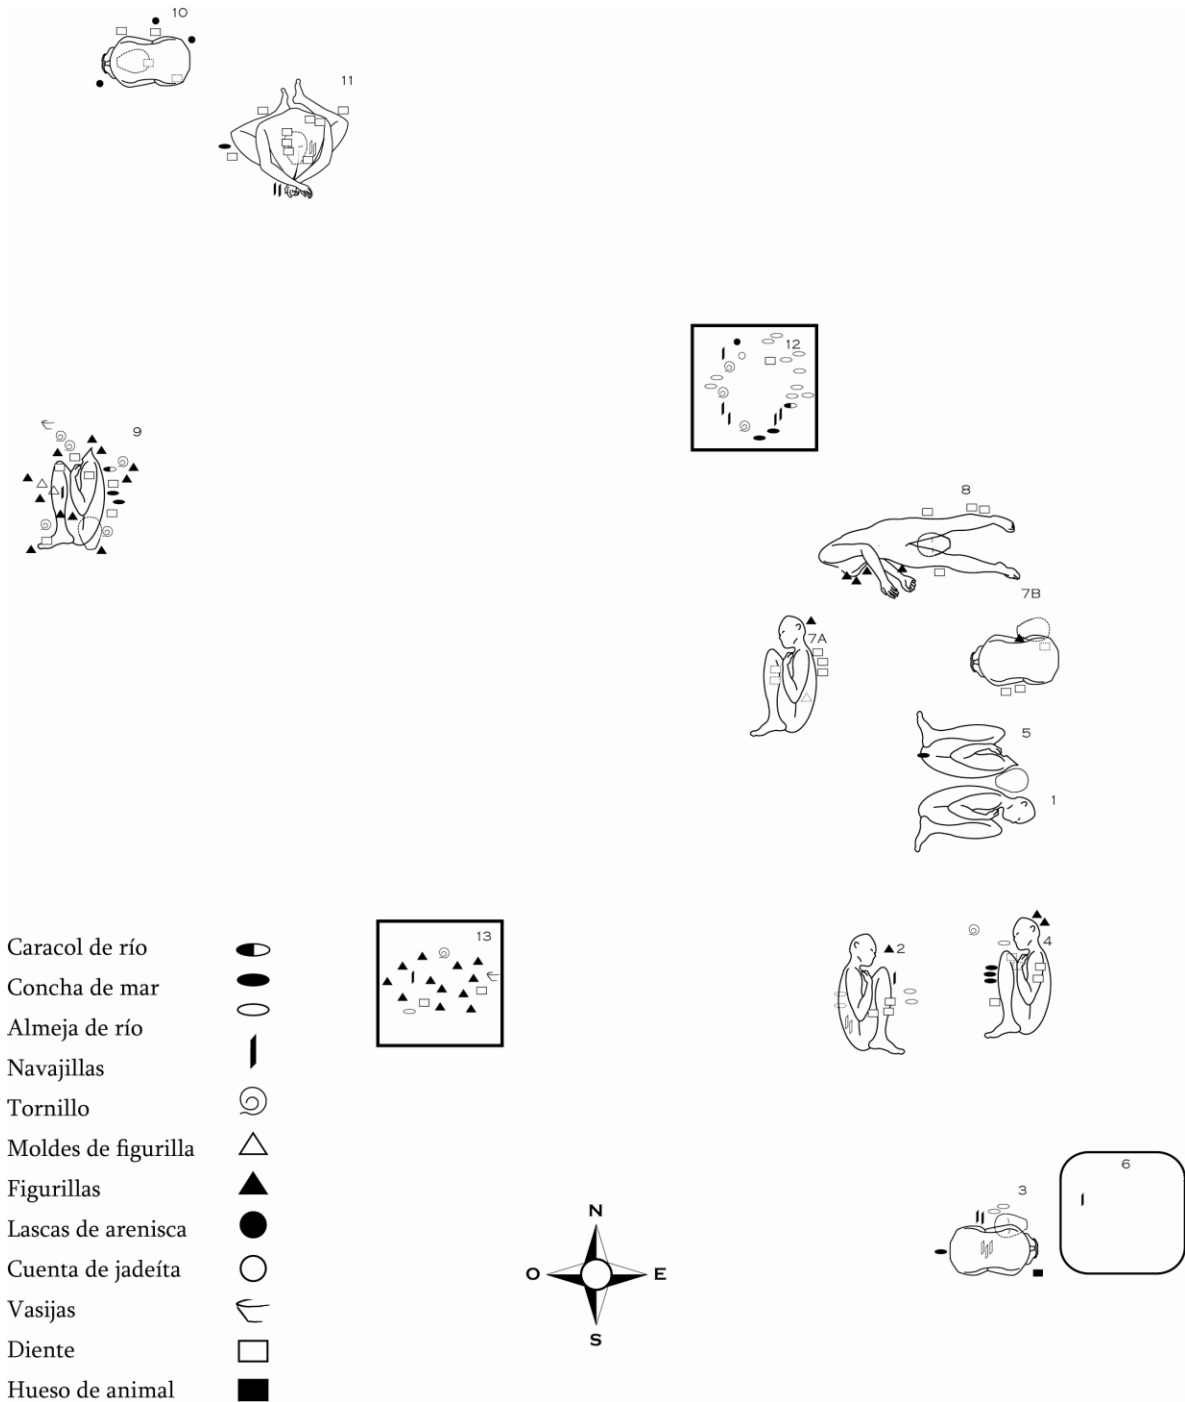 10
11
12
9
8
7B
7A
5
1
13
2
4
6
3
Caracol de río
Concha de mar
Almeja de río
Navajillas
Tornillo
Moldes de figurilla
Figurillas
Lascas de arenisca
Cuenta de jadeíta
Vasijas
Diente
Hueso de animal
N
O E
S